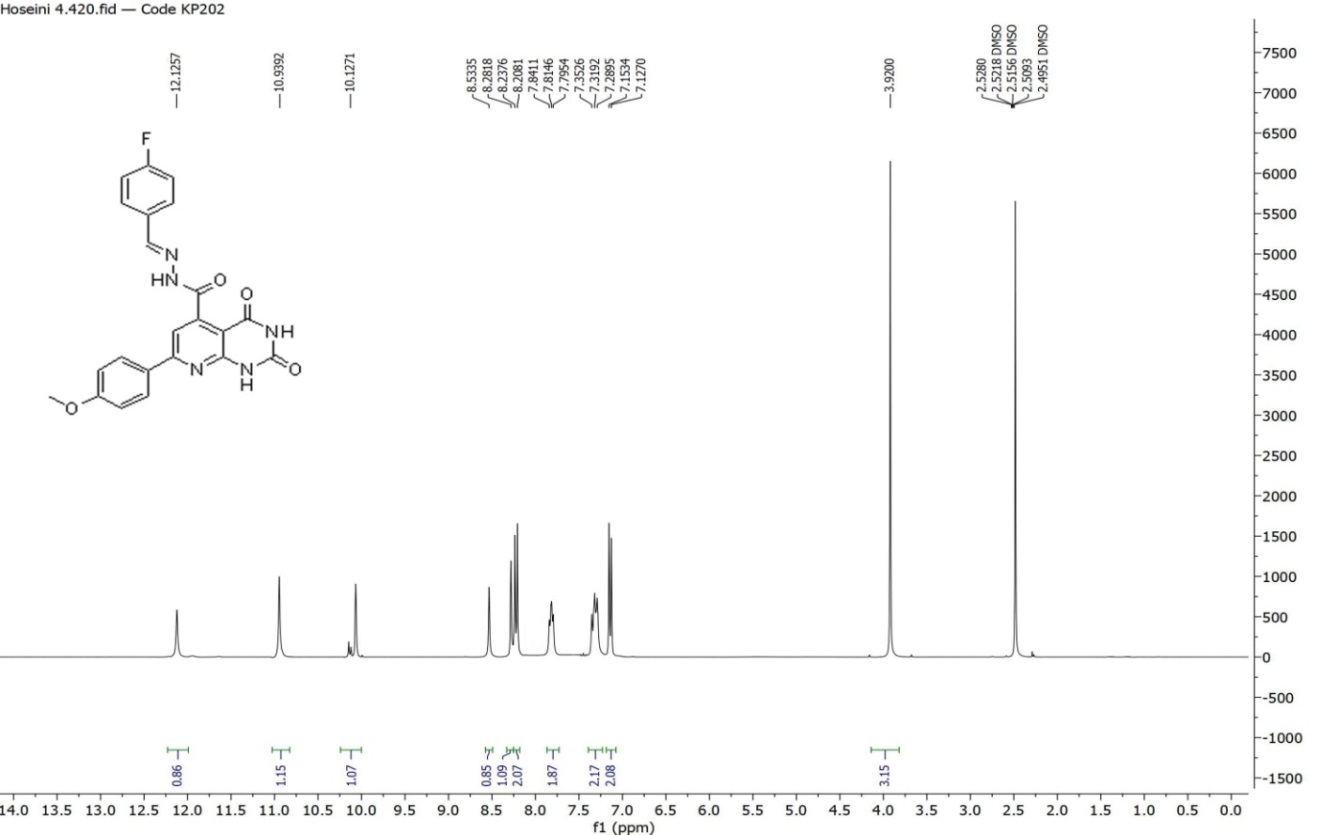 Hoseini 4.420.fid — Code KP202
12.1257
10.9392
10.1271
8.5335
8.2818
8.2376
8.2081
7.8411
7.8146
7.7954
7.3526
7.3192
7.2895
7.1534
7.1270
3.9200
2.5280
2.5218 DMSO
2.5156 DMSO
2.5093
2.4951 DMSO
7500
7000
6500
6000
5500
5000
4500
4000
3500
3000
2500
2000
1500
1000
500
0
-500
-1000
-1500
F
N
HN
O
O
NH
N
N
H
O
O
0.86
1.15
1.07
0.85
1.09
2.07
1.87
2.17
2.08
3.15
14.0 13.5 13.0 12.5 12.0 11.5 11.0 10.5 10.0 9.5 9.0 8.5 8.0 7.5 7.0 6.5 6.0 5.5 5.0 4.5 4.0 3.5 3.0 2.5 2.0 1.5 1.0 0.5 0.0
f1 (ppm)